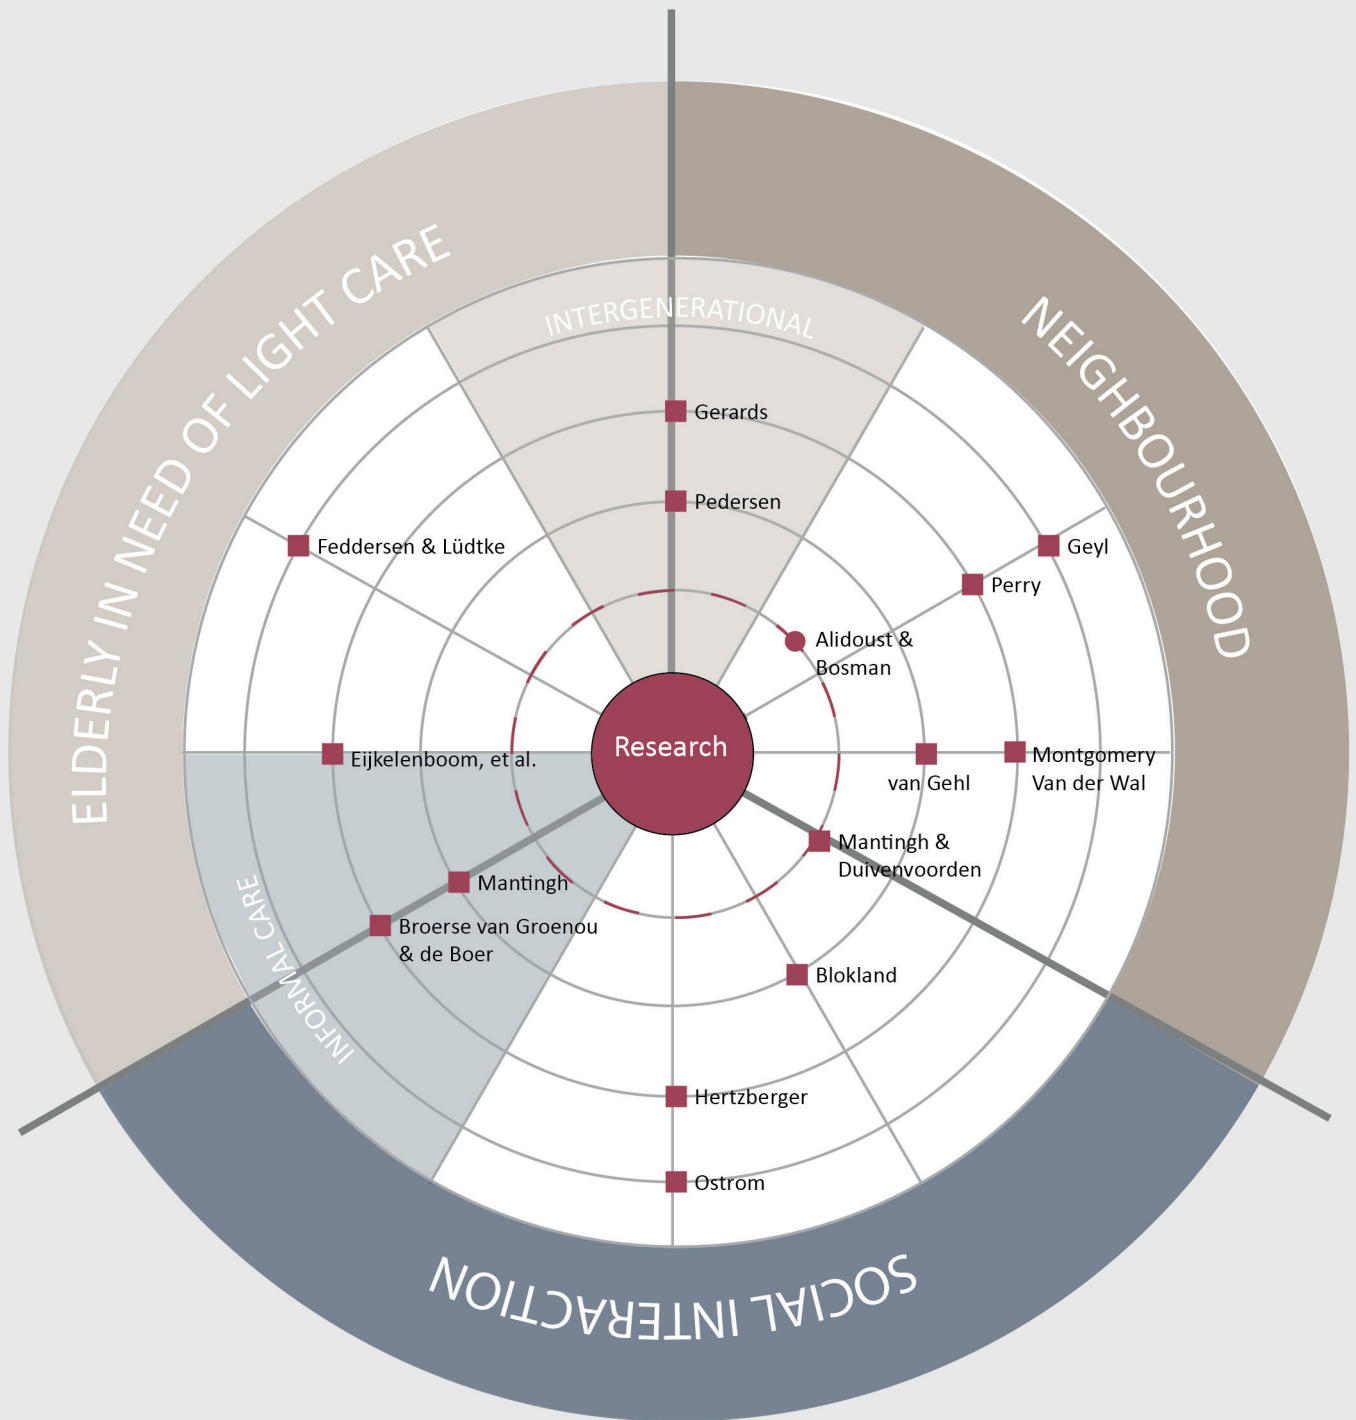 ELDERLY IN NEED OF LIGHT CARE
NEIGHBOURHOOD
INTERGENERATIONAL
Gerards
Pedersen
Feddersen & Lüdtke
Geyl
Perry
Alidoust &
Bosman
Research
Eijkelenboom, et al.
van Gehl
Montgomery
Van der Wal
Mantingh &
Duivenvoorden
Mantingh
Broerse van Groenou
& de Boer
INFORMAL CARE
Blokland
Hertzberger
Ostrom
SOCIAL INTERACTION